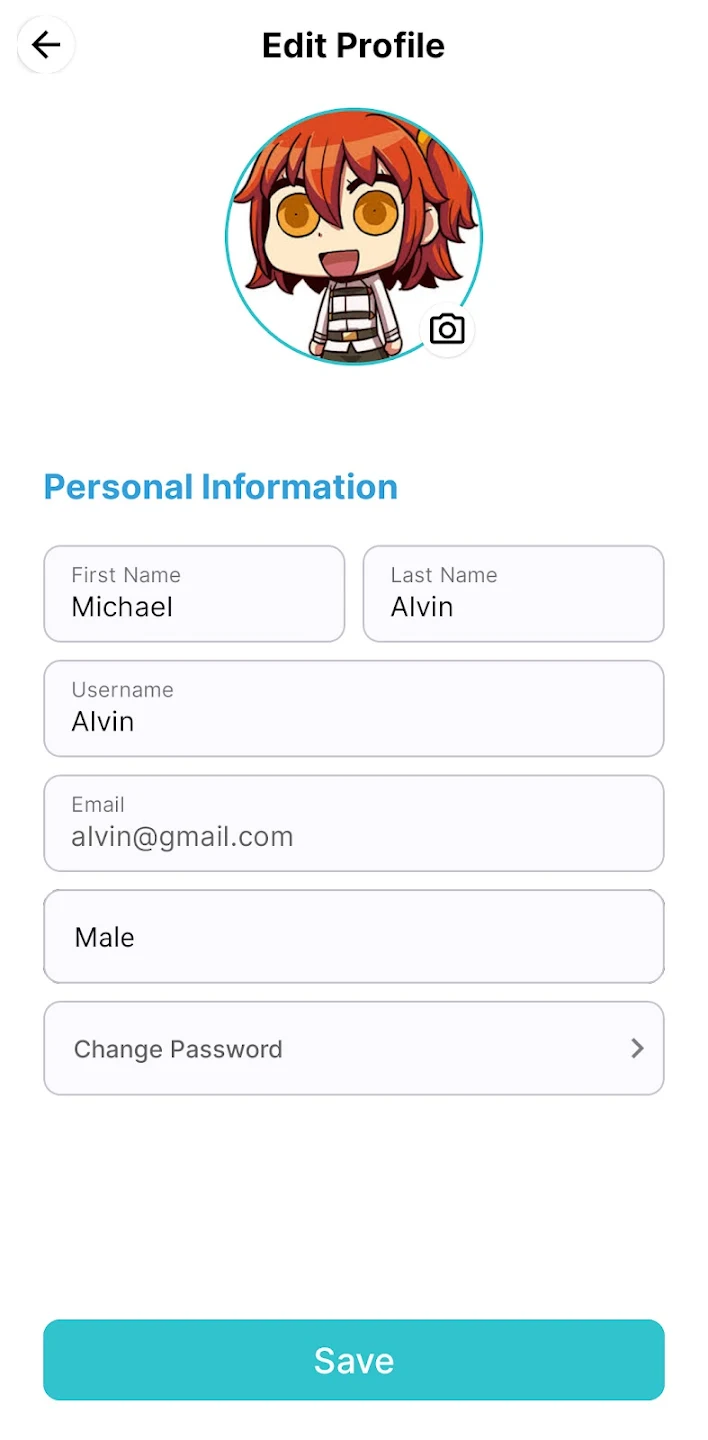 Edit Profile
Personal Information
First Name
Michael
Last Name
Alvin
Username
Alvin
Email
alvin@gmail.com
Male
Change Password
Save